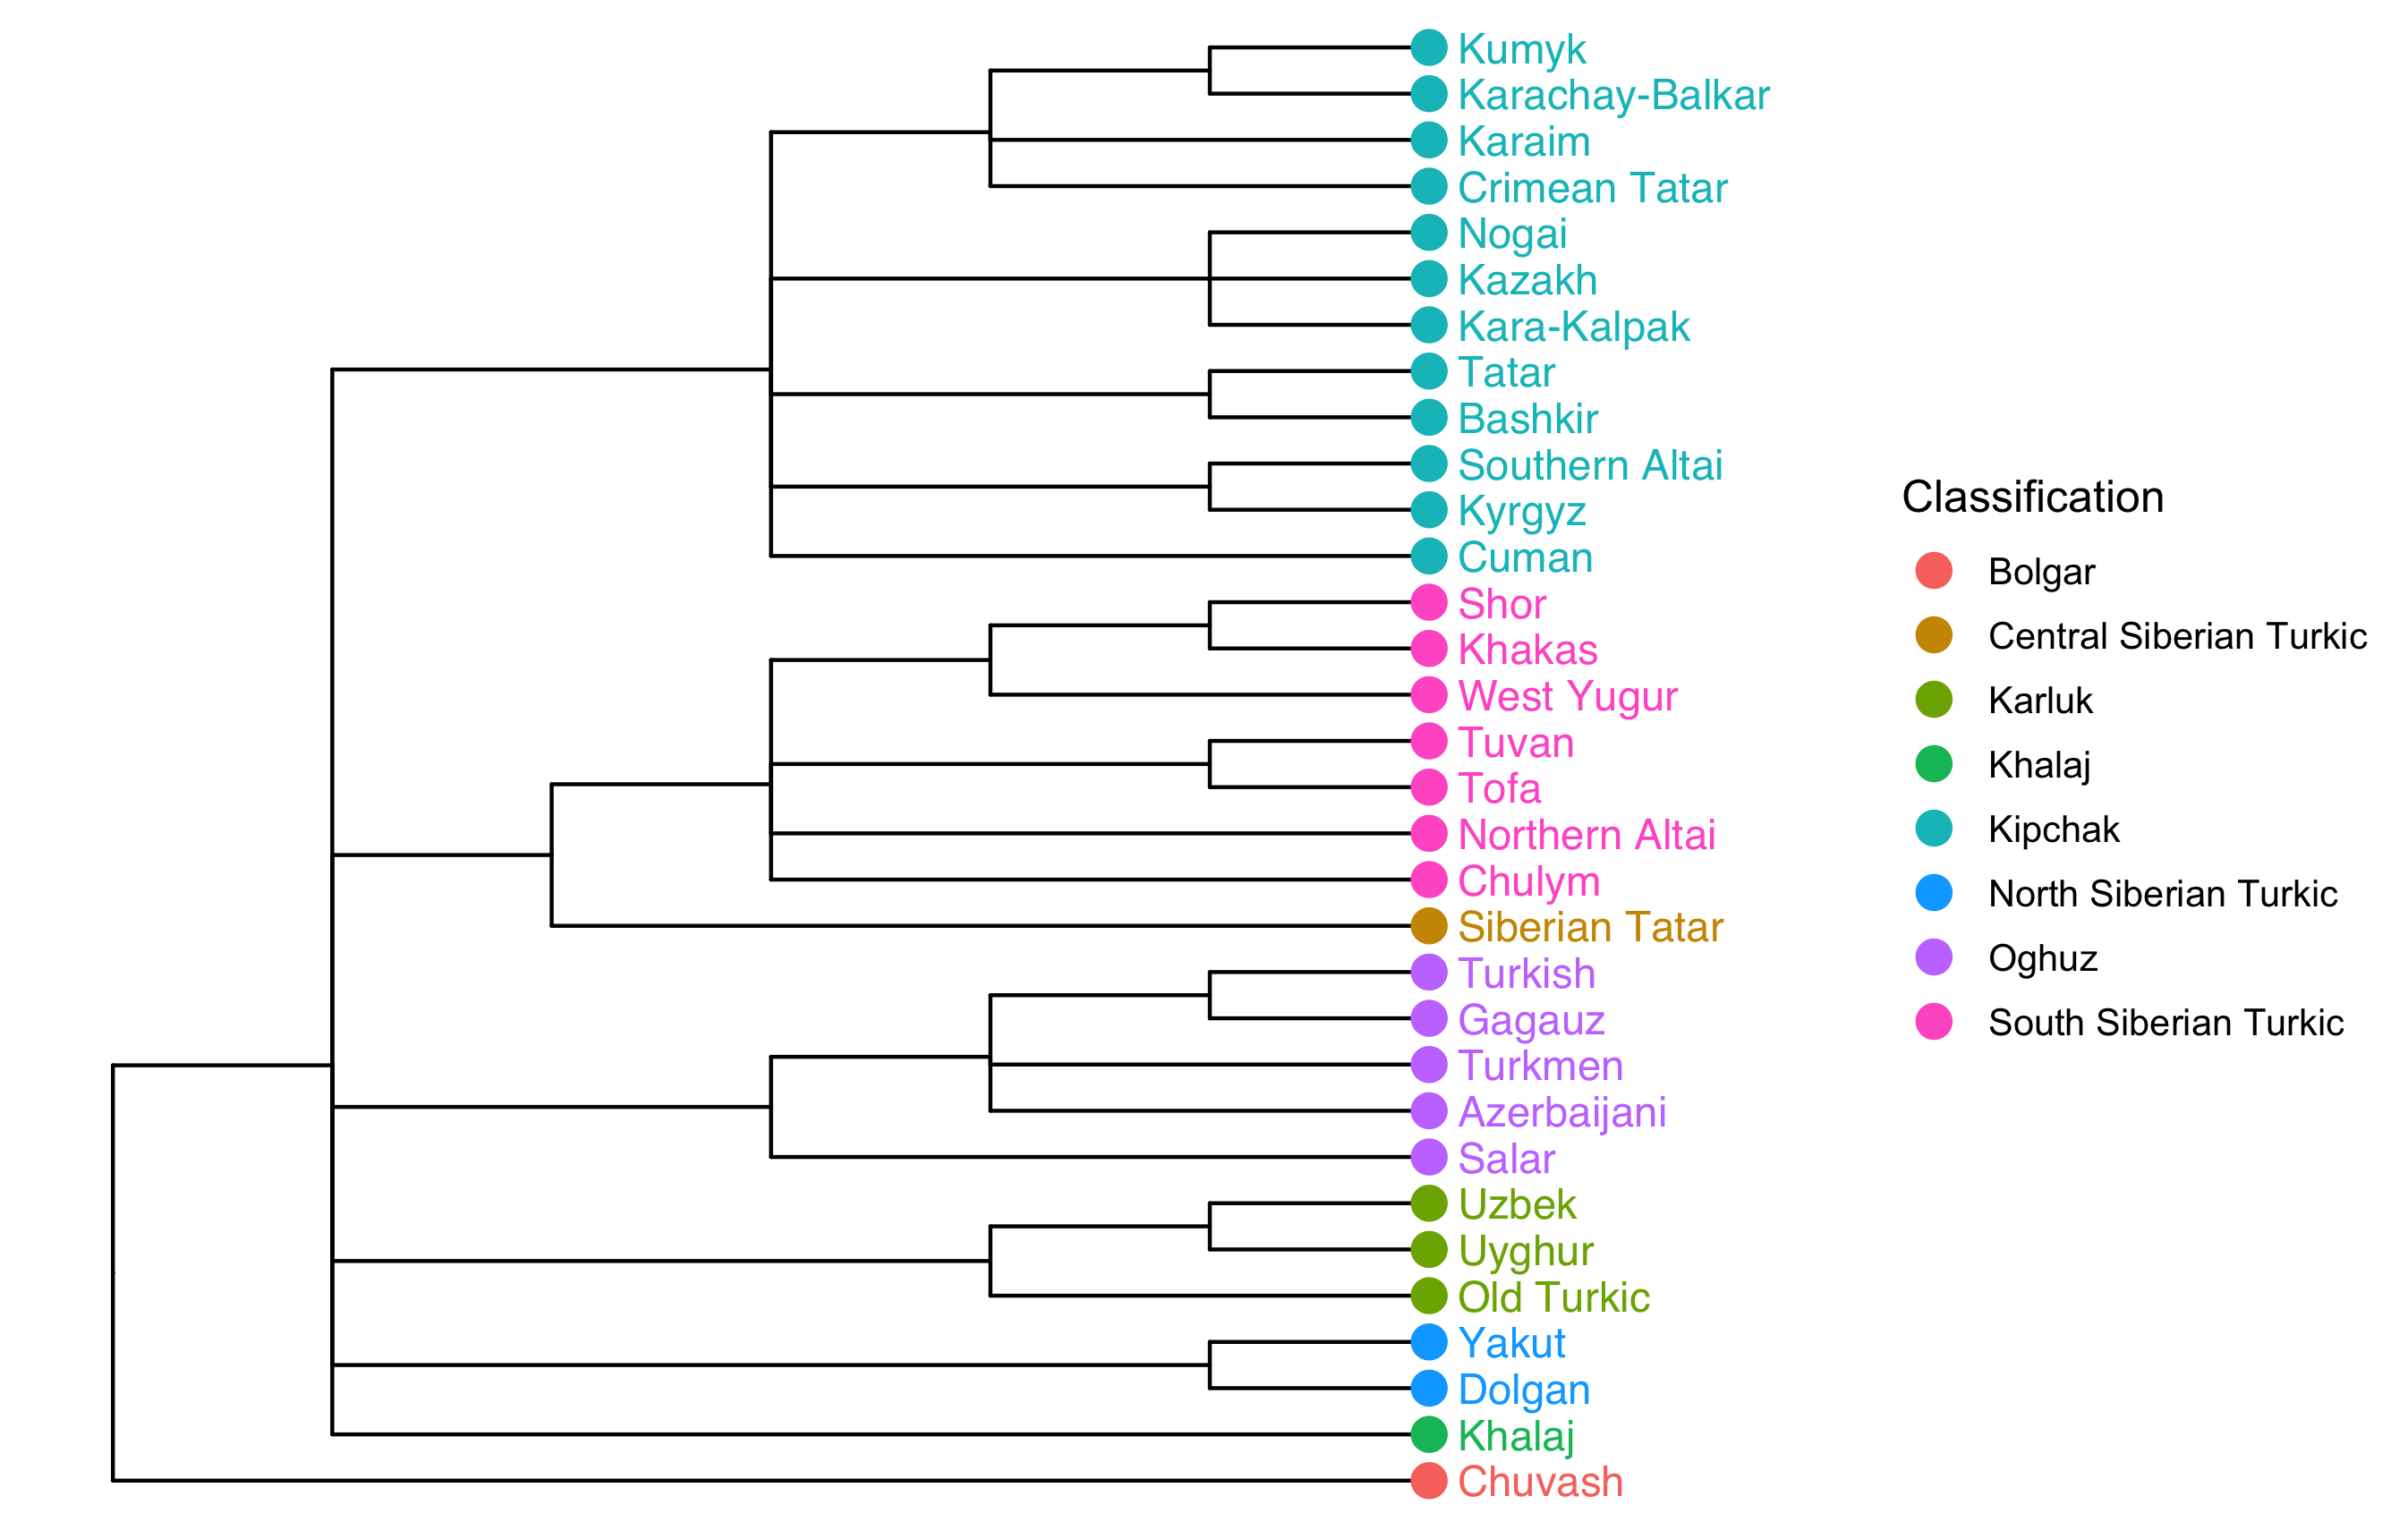 Kumyk
Karachay-Balkar
Karaim
Crimean Tatar
Nogai
Kazakh
Kara-Kalpak
Tatar
Bashkir
Southern Altai
Kyrgyz
Cuman
Shor
Khakas
West Yugur
Tuvan
Tofa
Northern Altai
Chulym
Siberian Tatar
Turkish
Gagauz
Turkmen
Azerbaijani
Salar
Uzbek
Uyghur
Old Turkic
Yakut
Dolgan
Khalaj
Chuvash
Classification
Bolgar
Central Siberian Turkic
Karluk
Khalaj
Kipchak
North Siberian Turkic
Oghuz
South Siberian Turkic